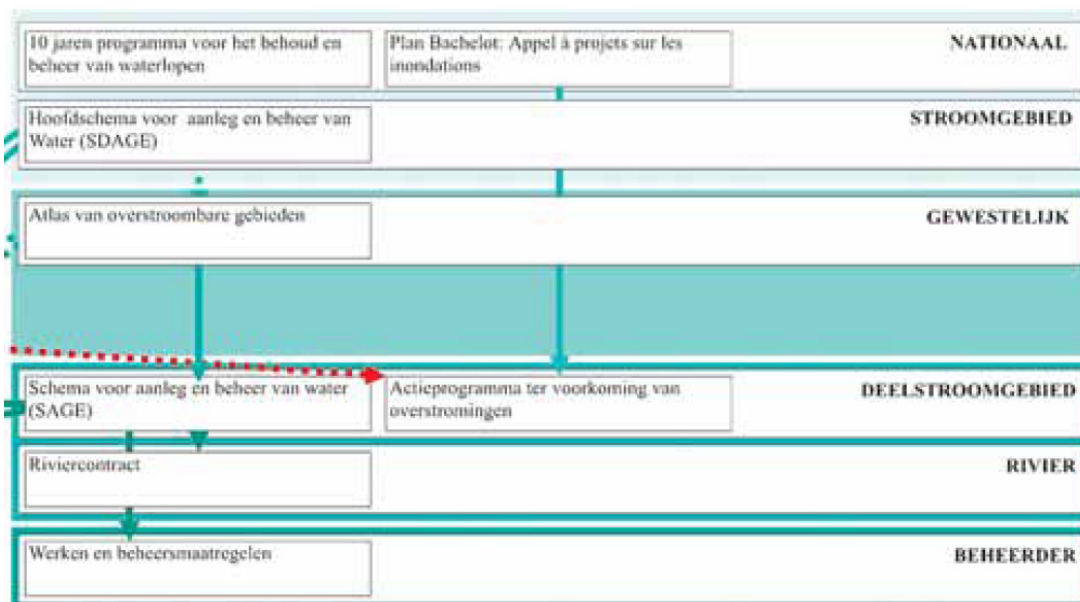 10 jaren programma voor het behoud en
beheer van waterlopen
Plan Bachelot: Appel à projets sur les
inondations
NATIONAAL
Hoofdschema voor aanleg en beheer van
Water (SDAGE)
STROOMGEBIED
Atlas van overstroombare gebieden
GEWESTELIJK
Schema voor aanleg en beheer van water
(SAGE)
Actieprogramma ter voorkoming van
overstromingen
DEELSTROOMGEBIED
Riviercontract
RIVIER
Werken en beheersmaatregelen
BEHEERDER